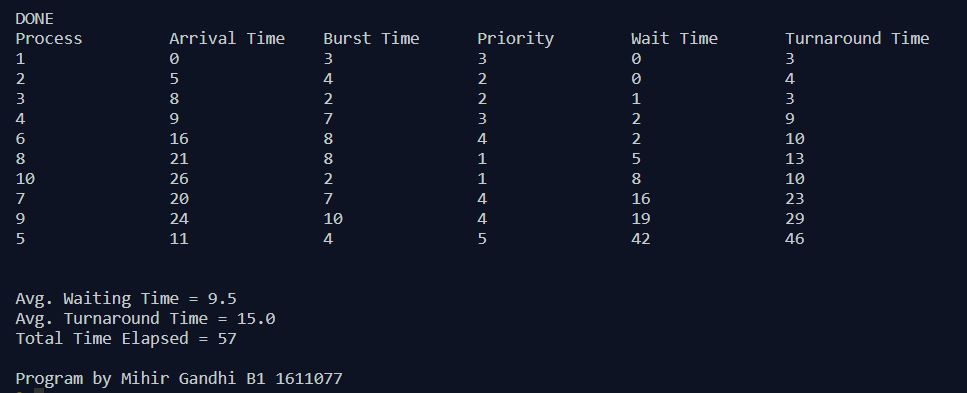 DONE
Process Arrival Time Burst Time Priority Wait Time Turnaround Time
1 0 3 3 0 3
2 5 4 2 0 4
3 8 2 2 1 3
4 9 7 3 2 9
6 16 8 4 2 10
8 21 8 1 5 13
10 26 2 1 8 10
7 20 7 4 16 23
9 24 10 4 19 29
5 11 4 5 42 46
Avg. Waiting Time = 9.5
Avg. Turnaround Time = 15.0
Total Time Elapsed = 57
Program by Mihir Gandhi B1 1611077